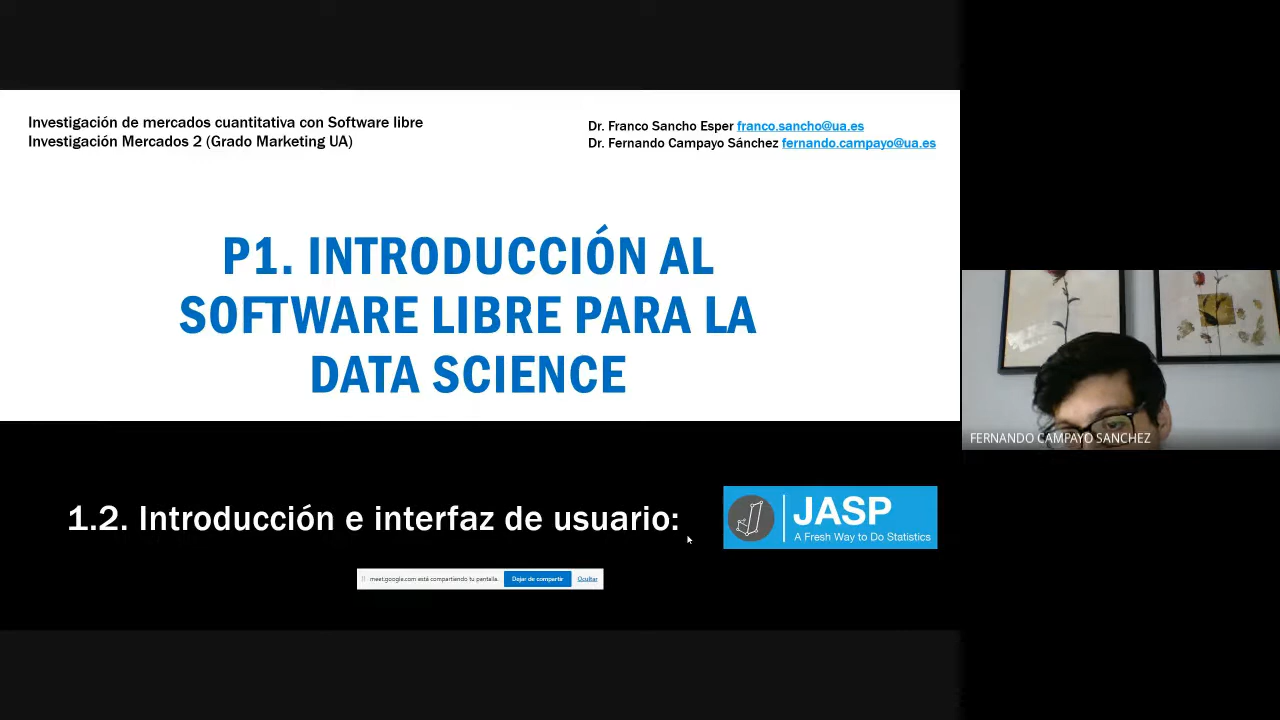 Investigación de mercados cuantitativa con Software libre
Investigación Mercados 2 (Grado Marketing UA)
Dr. Franco Sancho Esper franco.sancho@ua.es
Dr. Fernando Campayo Sánchez fernando.campayo@ua.es
P1. INTRODUCCIÓN AL
SOFTWARE LIBRE PARA LA
DATA SCIENCE
FERNANDO CAMPAYO SANCHEZ
1.2. Introducción e interfaz de usuario:
JASP
A Fresh Way to Do Statistics
meet.google.com está compartiendo tu pantalla. Dejar de compartir Ocultar